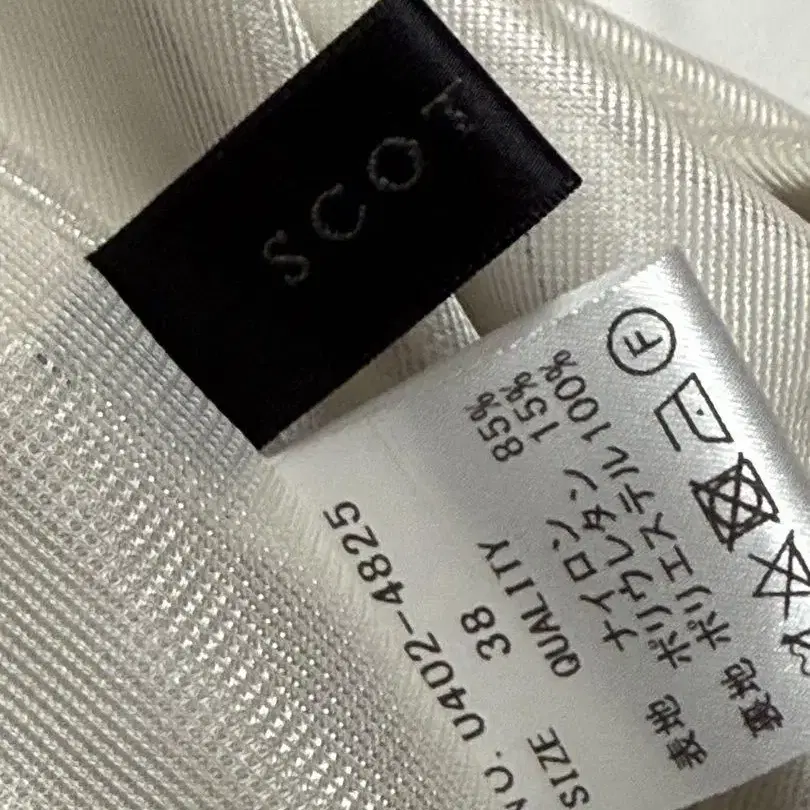 SCOT
NO. U402-4825
SIZE 38
QUALITY
表地 ナイロン 85%
ポリウレタン 15%
裏地 ポリエステル 100%
F